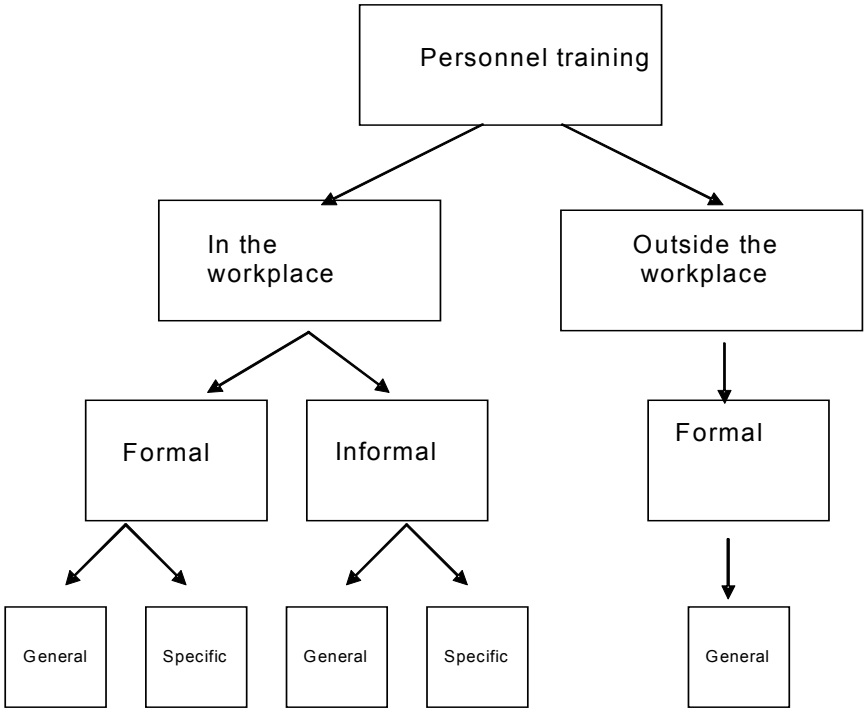 Personnel training
In the
workplace
Outside the
workplace
Formal
Informal
Formal
General
Specific
General
Specific
General